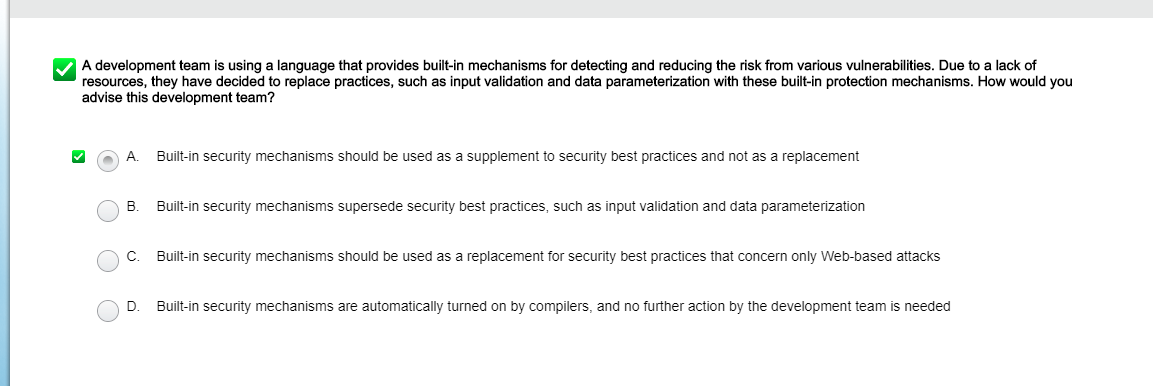 A development team is using a language that provides built-in mechanisms for detecting and reducing the risk from various vulnerabilities. Due to a lack of
resources, they have decided to replace practices, such as input validation and data parameterization with these built-in protection mechanisms. How would you
advise this development team?
A. Built-in security mechanisms should be used as a supplement to security best practices and not as a replacement
B. Built-in security mechanisms supersede security best practices, such as input validation and data parameterization
C. Built-in security mechanisms should be used as a replacement for security best practices that concern only Web-based attacks
D. Built-in security mechanisms are automatically turned on by compilers, and no further action by the development team is needed